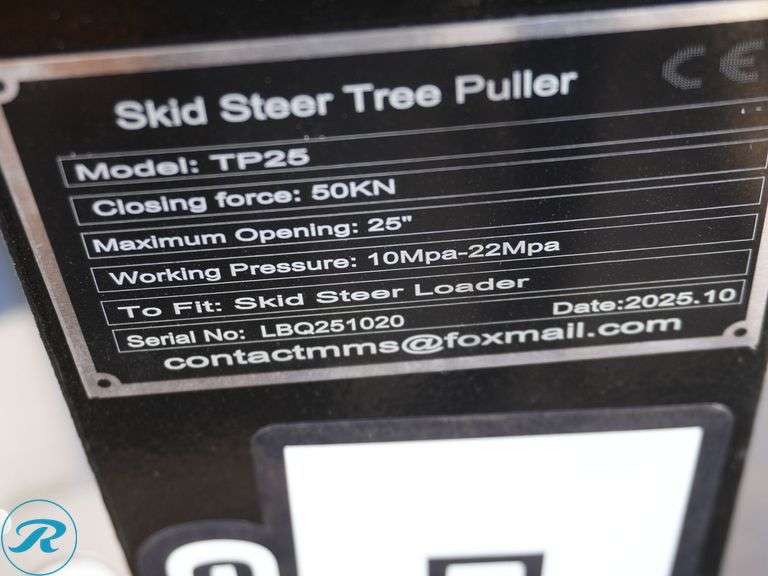 CE
Skid Steer Tree Puller
Model: TP25
Closing force: 50KN
Maximum Opening: 25"
Working Pressure: 10Mpa-22Mpa
To Fit: Skid Steer Loader
Serial No: LBQ251020 Date:2025.10
contactmms@foxmail.com
R